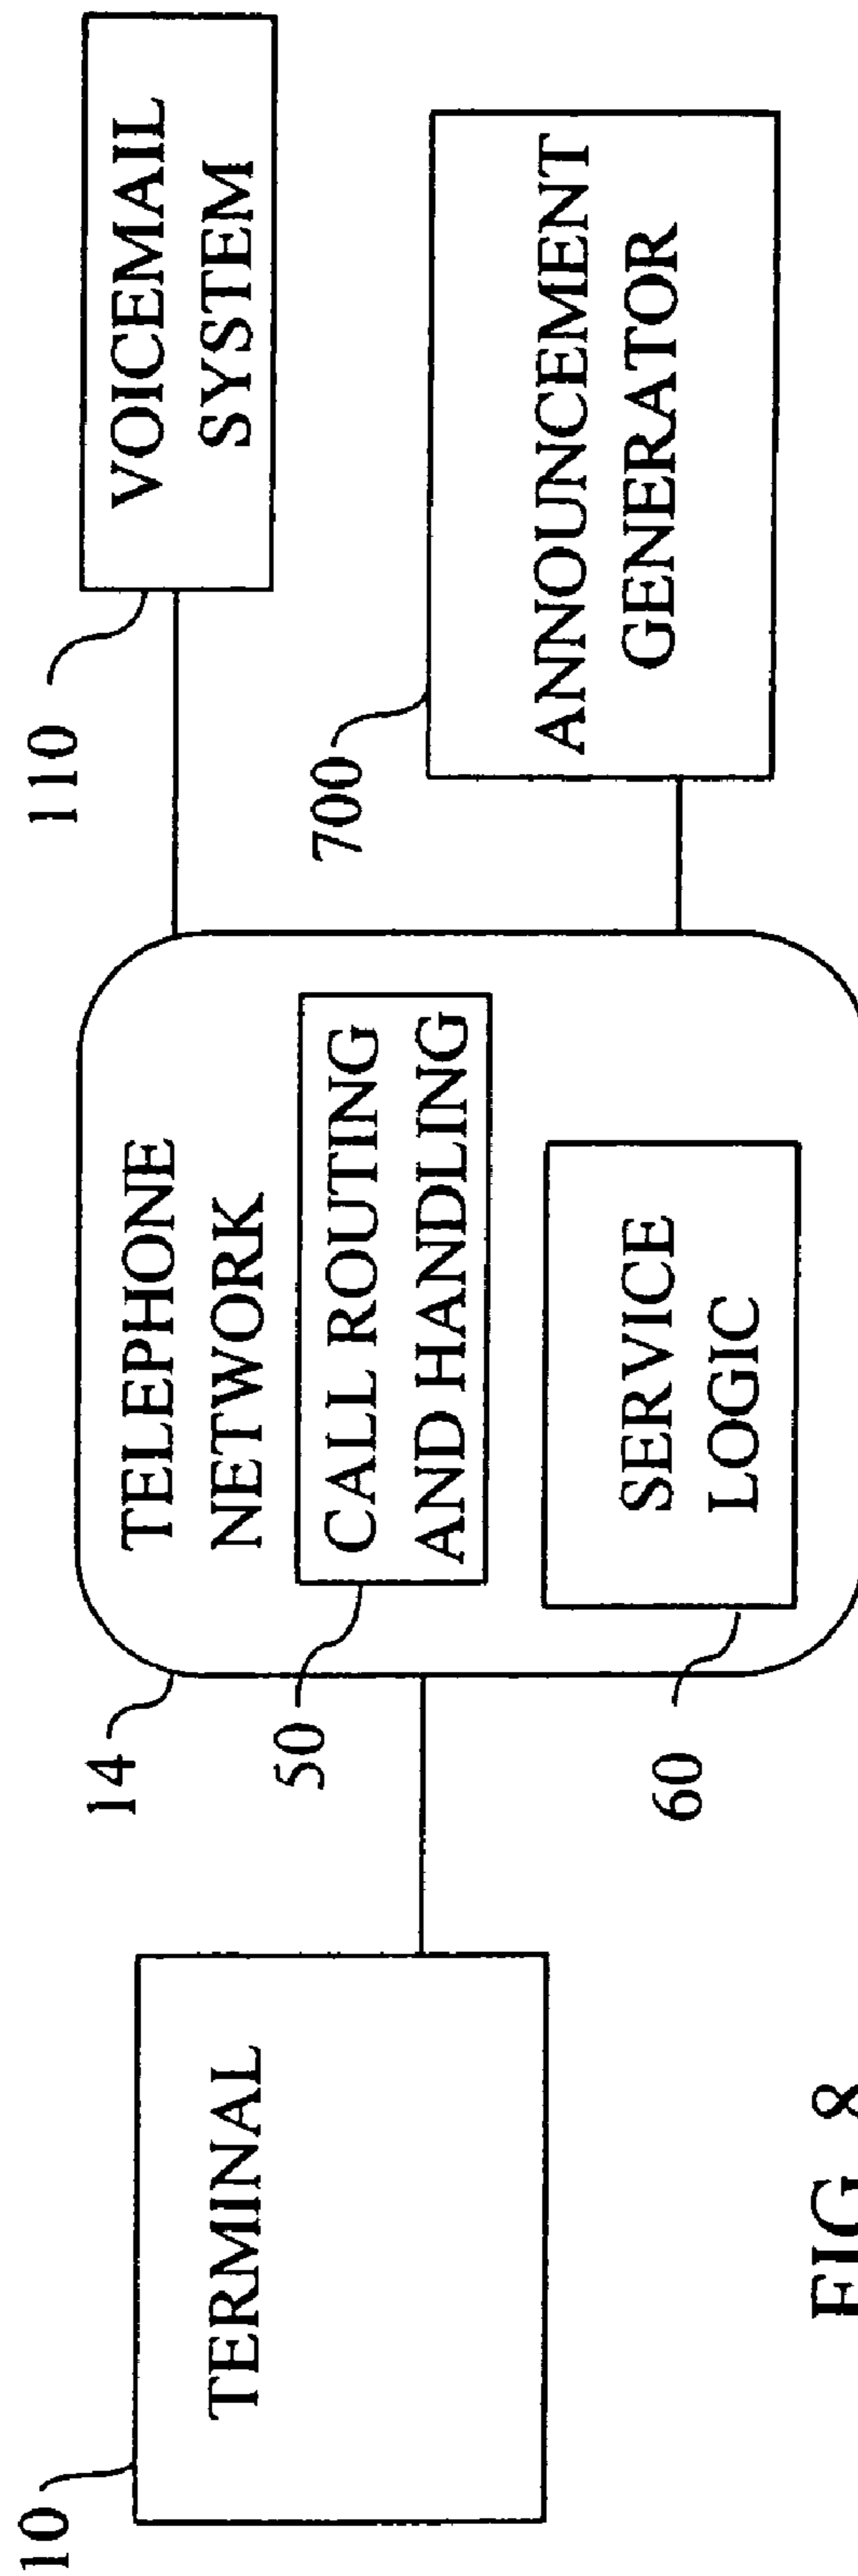 10
TERMINAL
14
TELEPHONE
NETWORK
50
CALL ROUTING
AND HANDLING
60
SERVICE
LOGIC
110
VOICEMAIL
SYSTEM
700
ANNOUNCEMENT
GENERATOR
FIG. 8